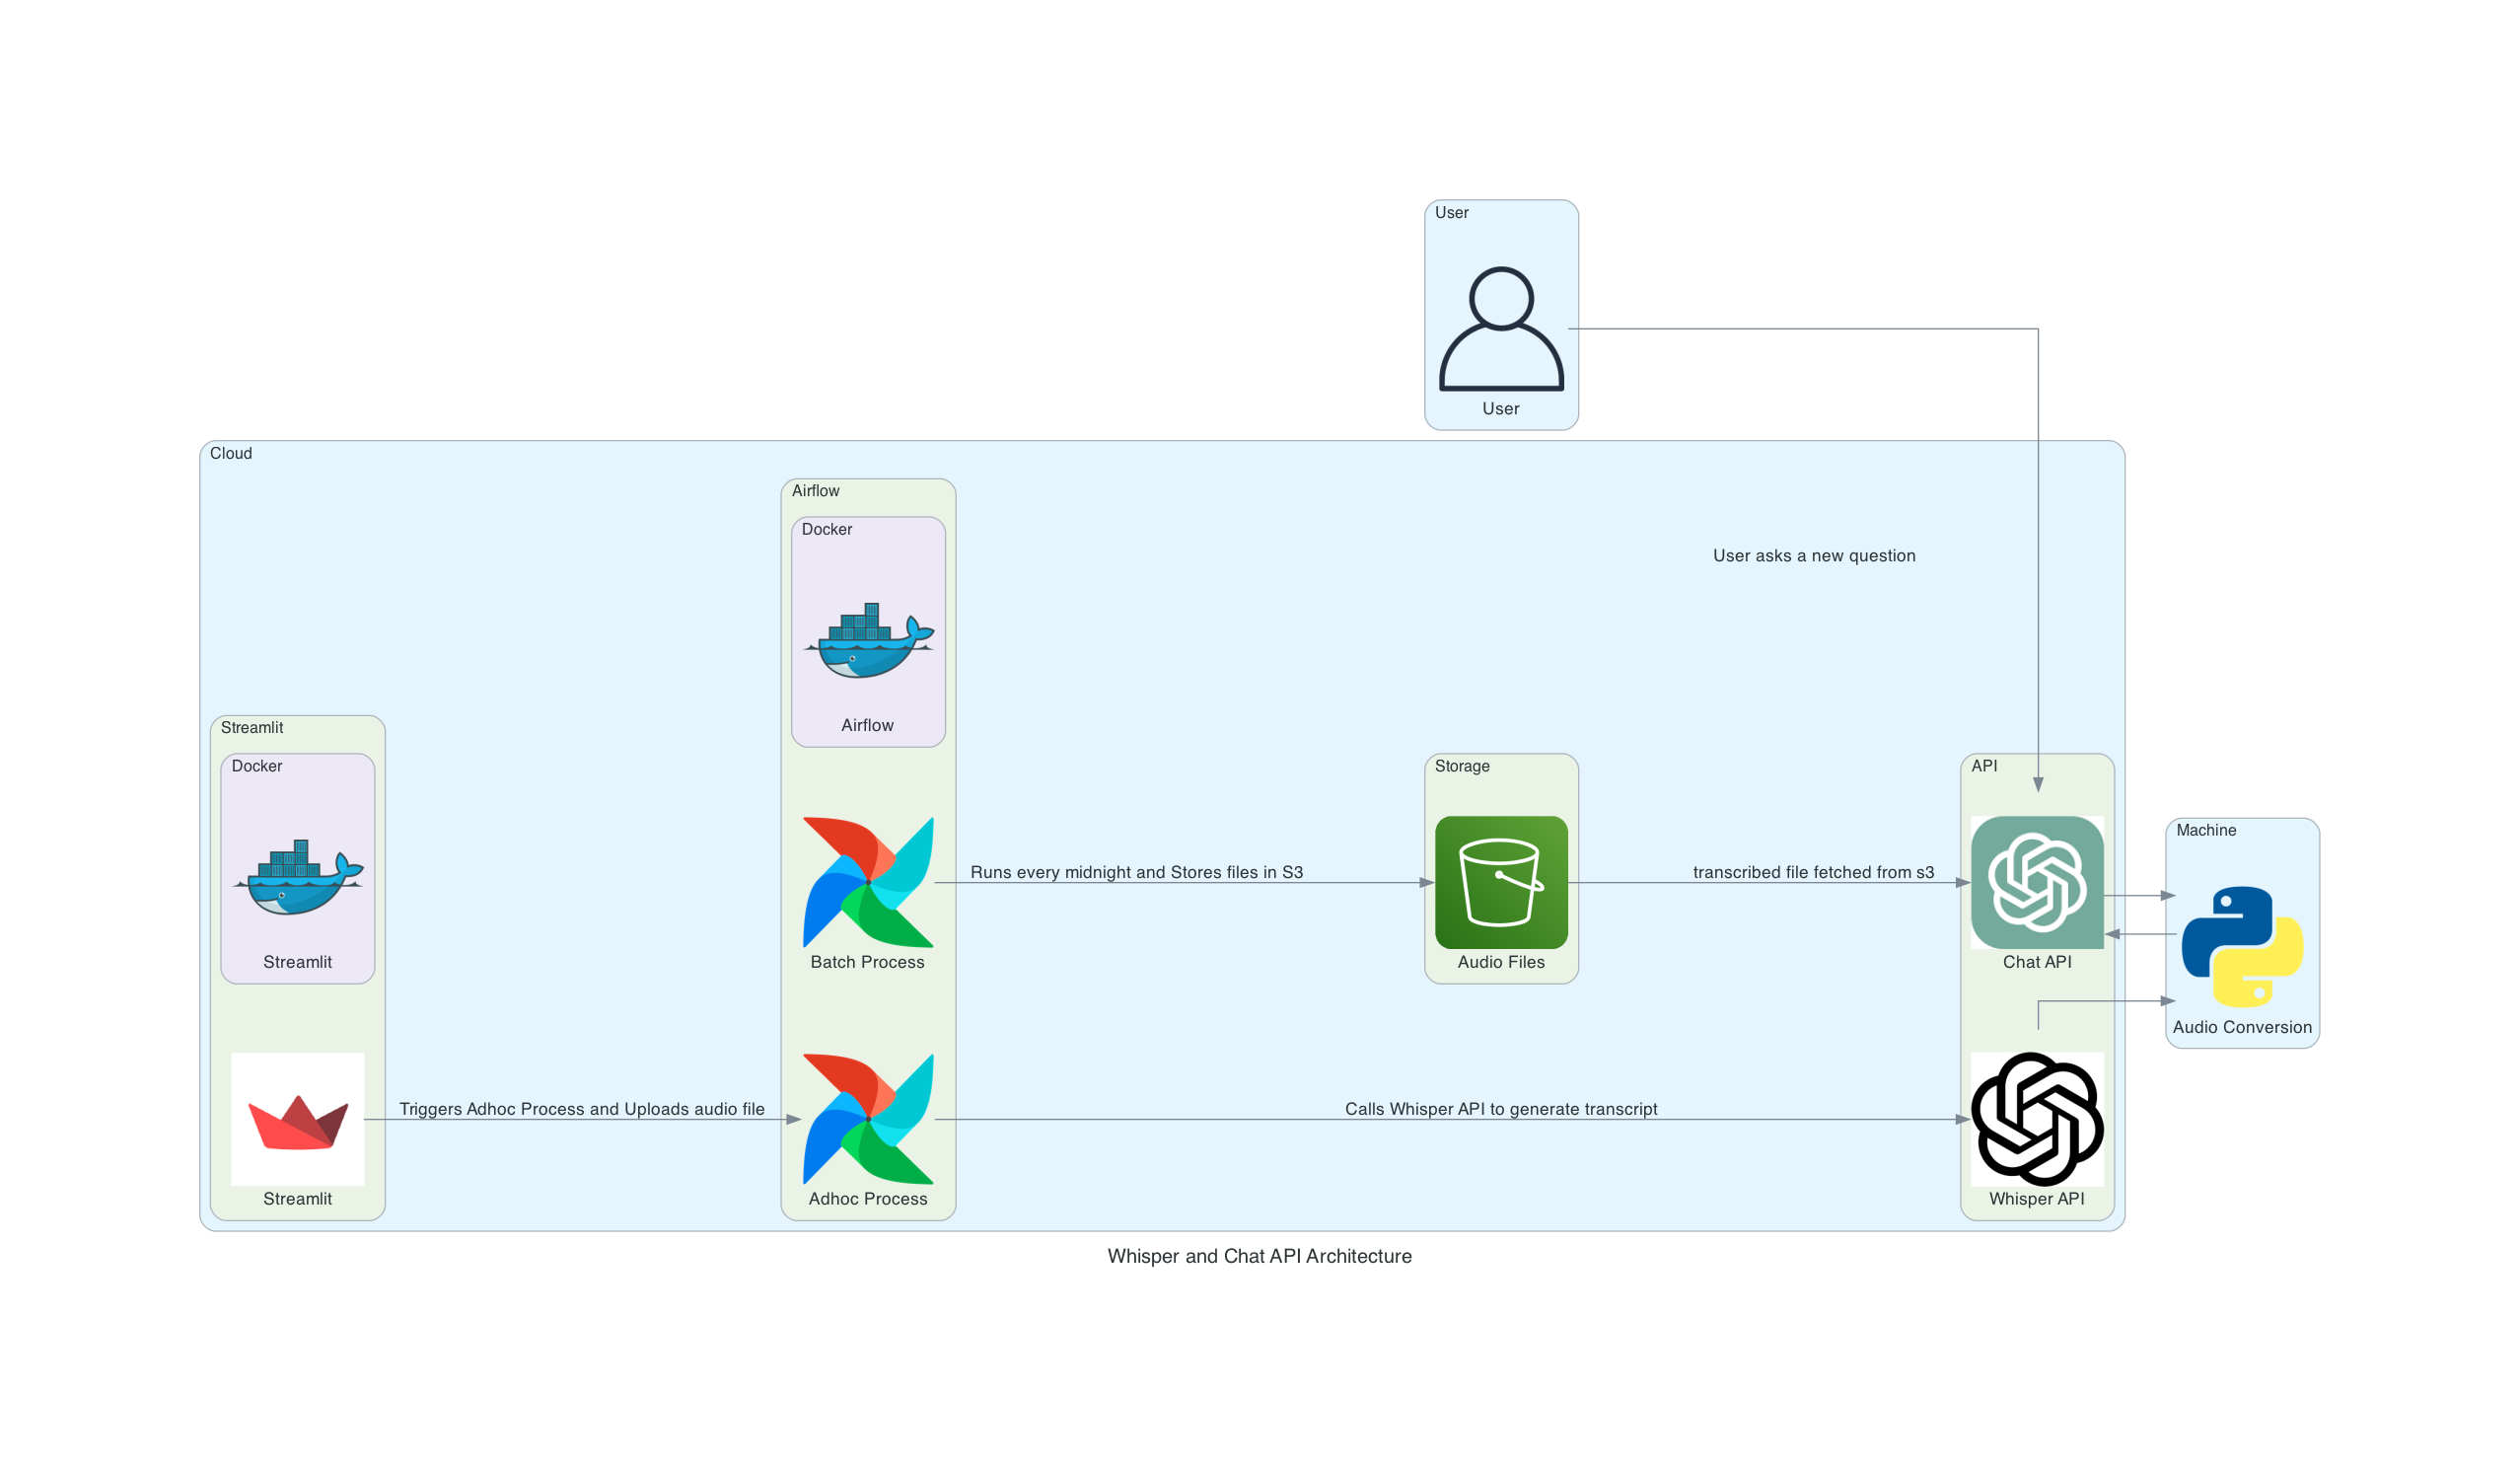 User
User
Cloud
Airflow
Docker
Airflow
User asks a new question
Streamlit
Docker
Streamlit
Storage
API
Machine
Runs every midnight and Stores files in S3
transcribed file fetched from s3
Batch Process
Audio Files
Chat API
Audio Conversion
Triggers Adhoc Process and Uploads audio file
Calls Whisper API to generate transcript
Streamlit
Adhoc Process
Whisper API
Whisper and Chat API Architecture